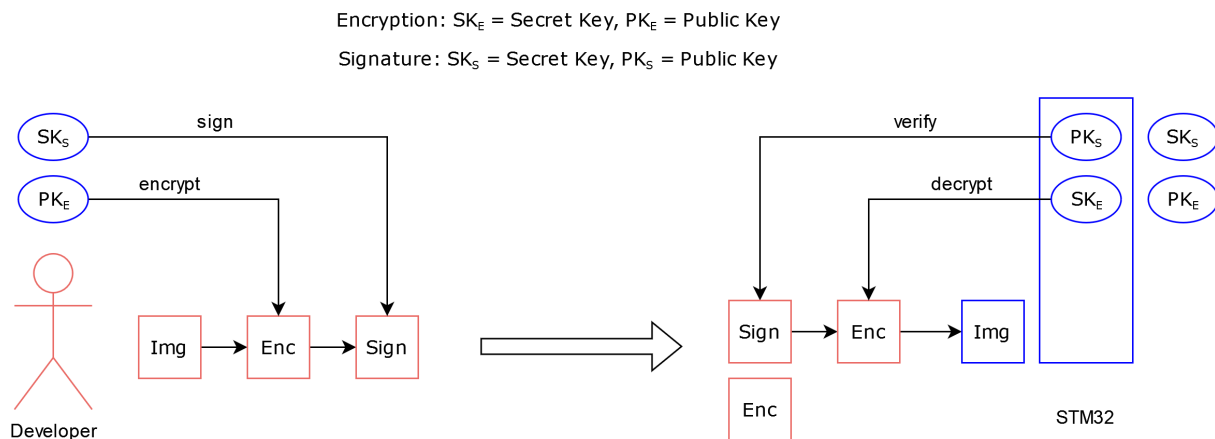 Encryption: SKE = Secret Key, PKE = Public Key
Signature: SKS = Secret Key, PKS = Public Key
SKS
sign
PKE
encrypt
Developer
Img
Enc
Sign
verify
PKS
SKS
decrypt
SKE
PKE
Sign
Enc
Img
Enc
STM32